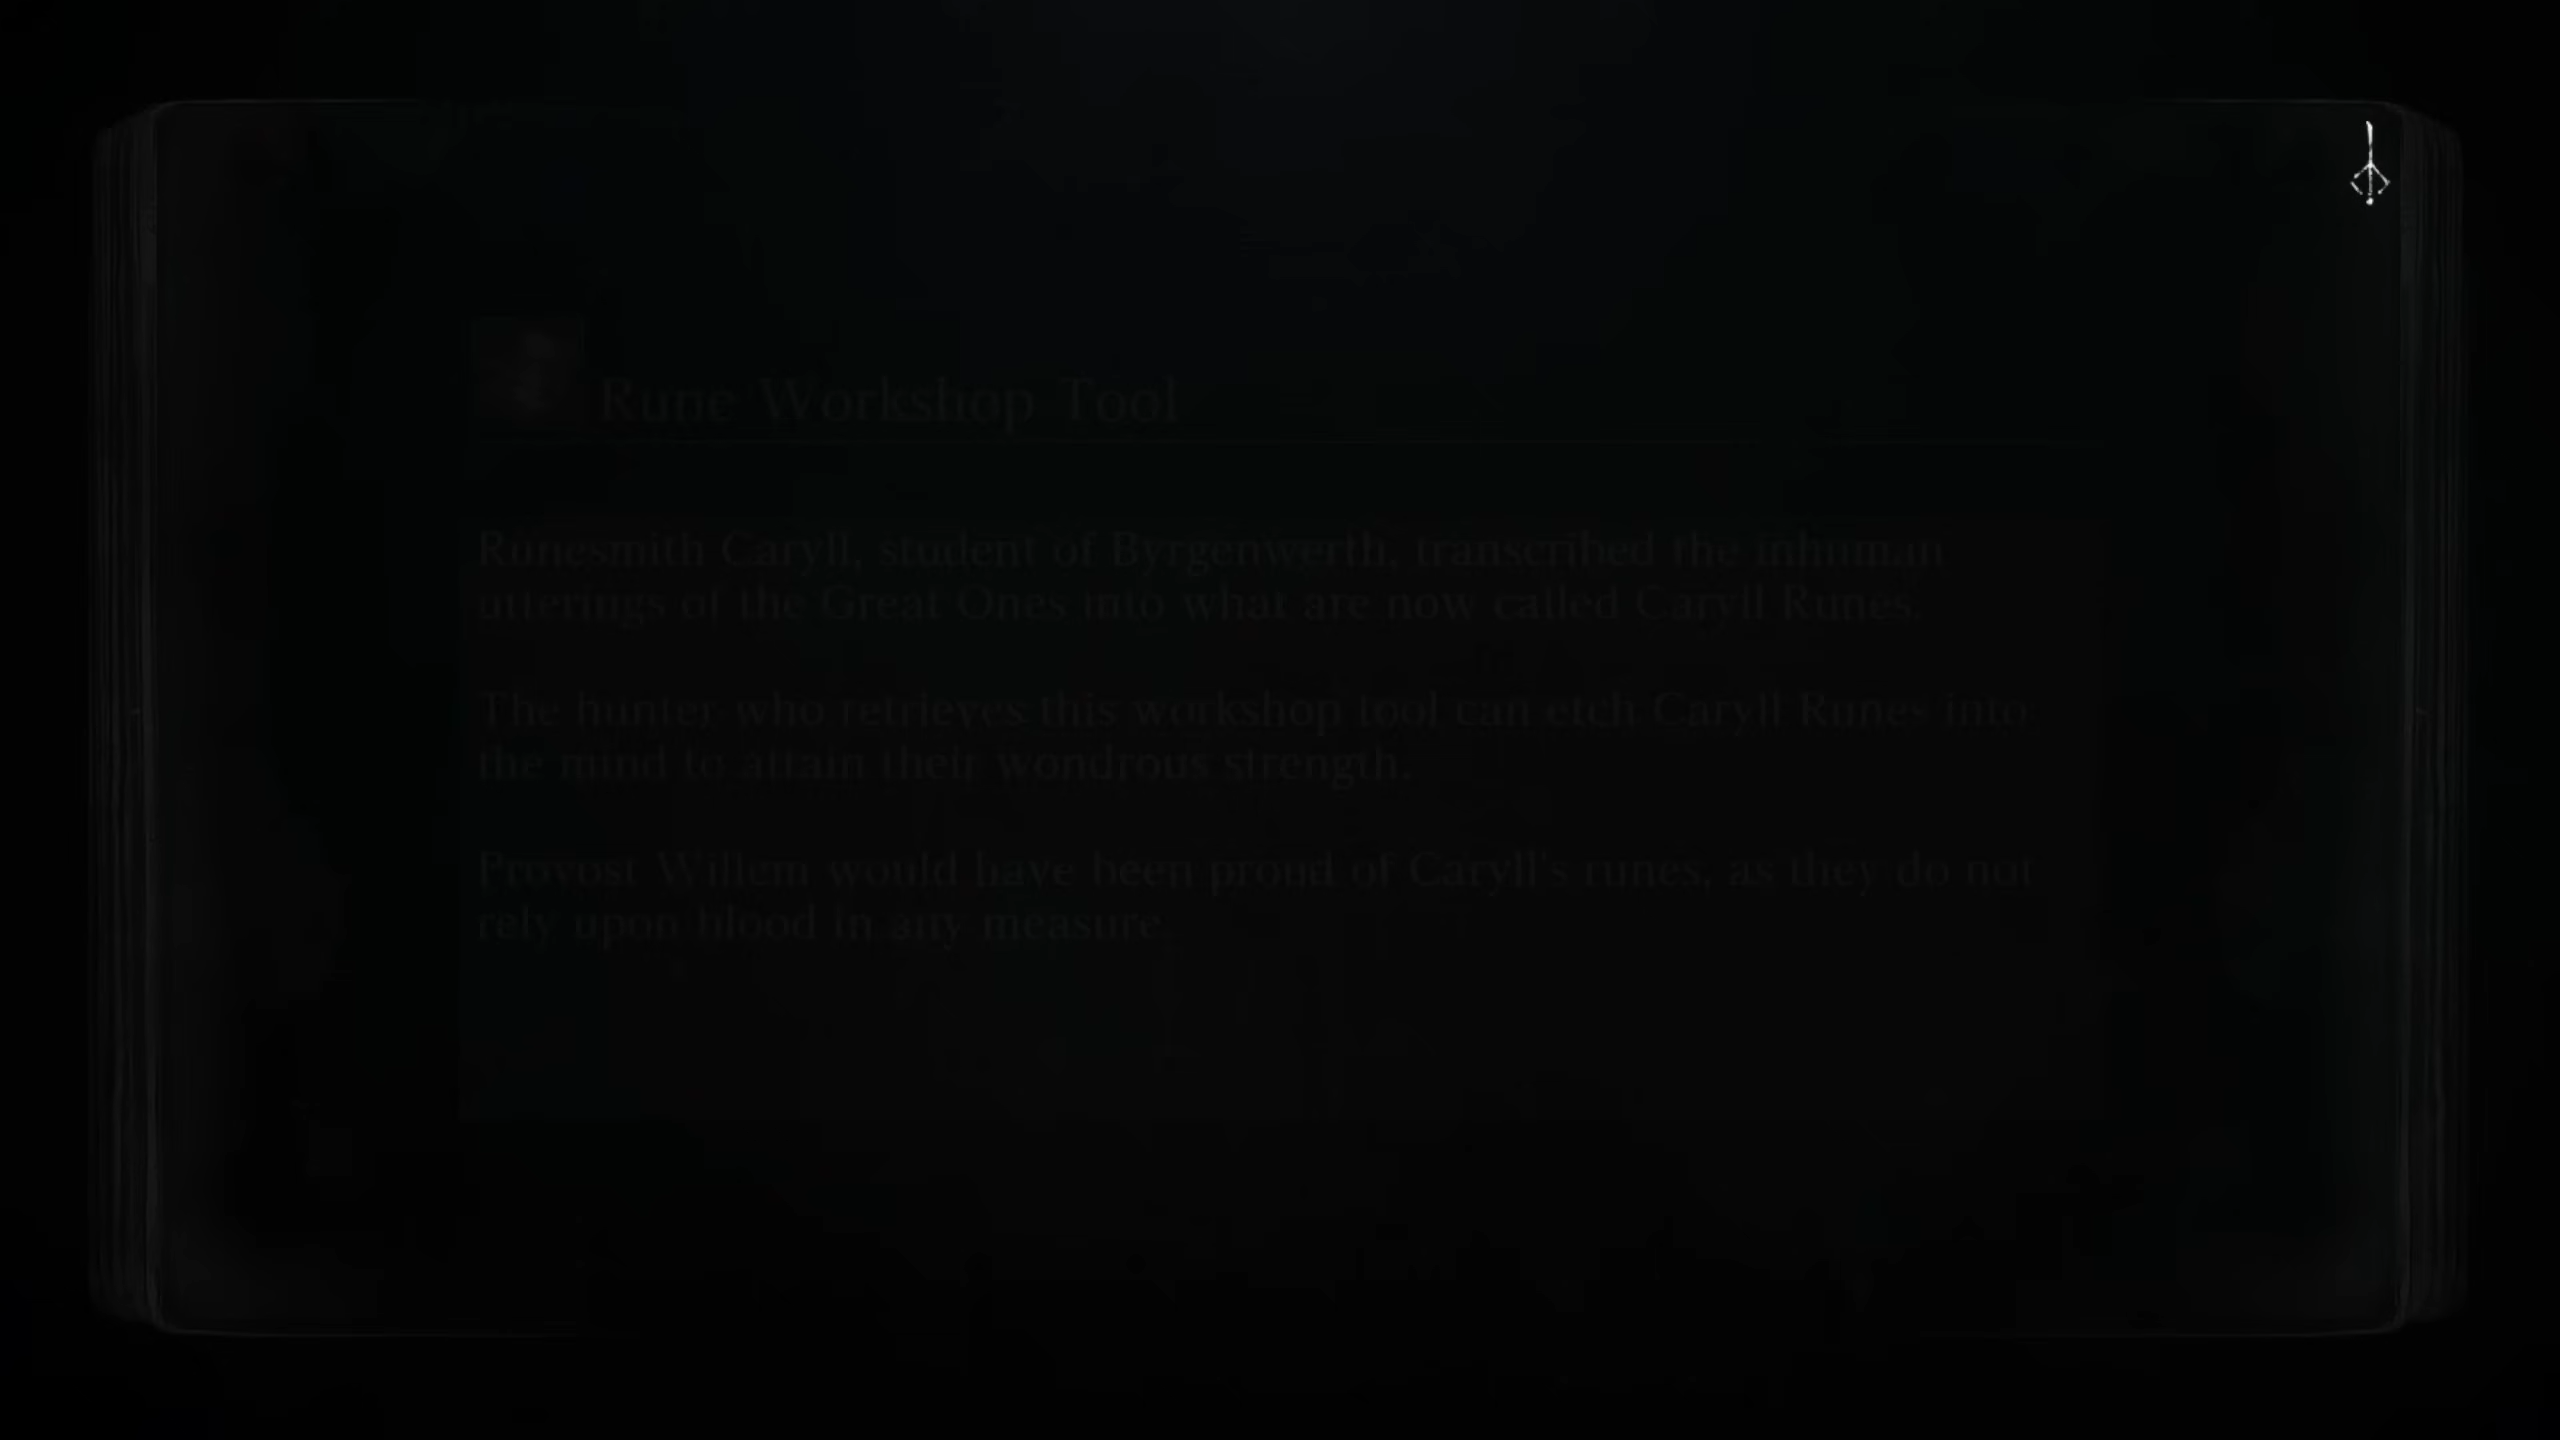 Rune Workshop Tool
Runesmith Caryll, student of Byrgenwerth, transcribed the inhuman
utterings of the Great Ones into what are now called Caryll Runes.
The hunter who retrieves this workshop tool can etch Caryll Runes into
the mind to attain their wondrous strength.
Provost Willem would have been proud of Caryll's runes, as they do not
rely upon blood in any measure.